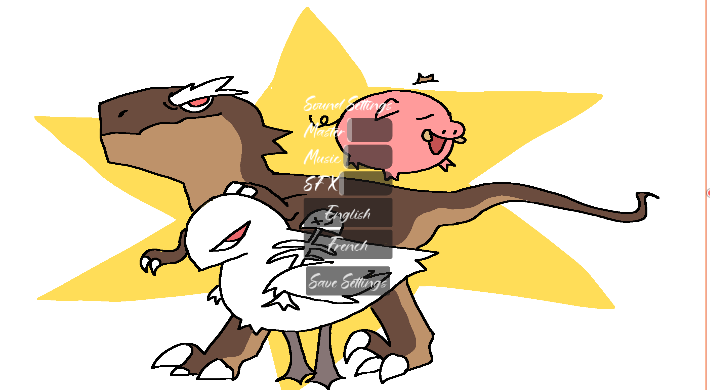 Sound Settings
Master
Music
SFX
English
French
Save Settings